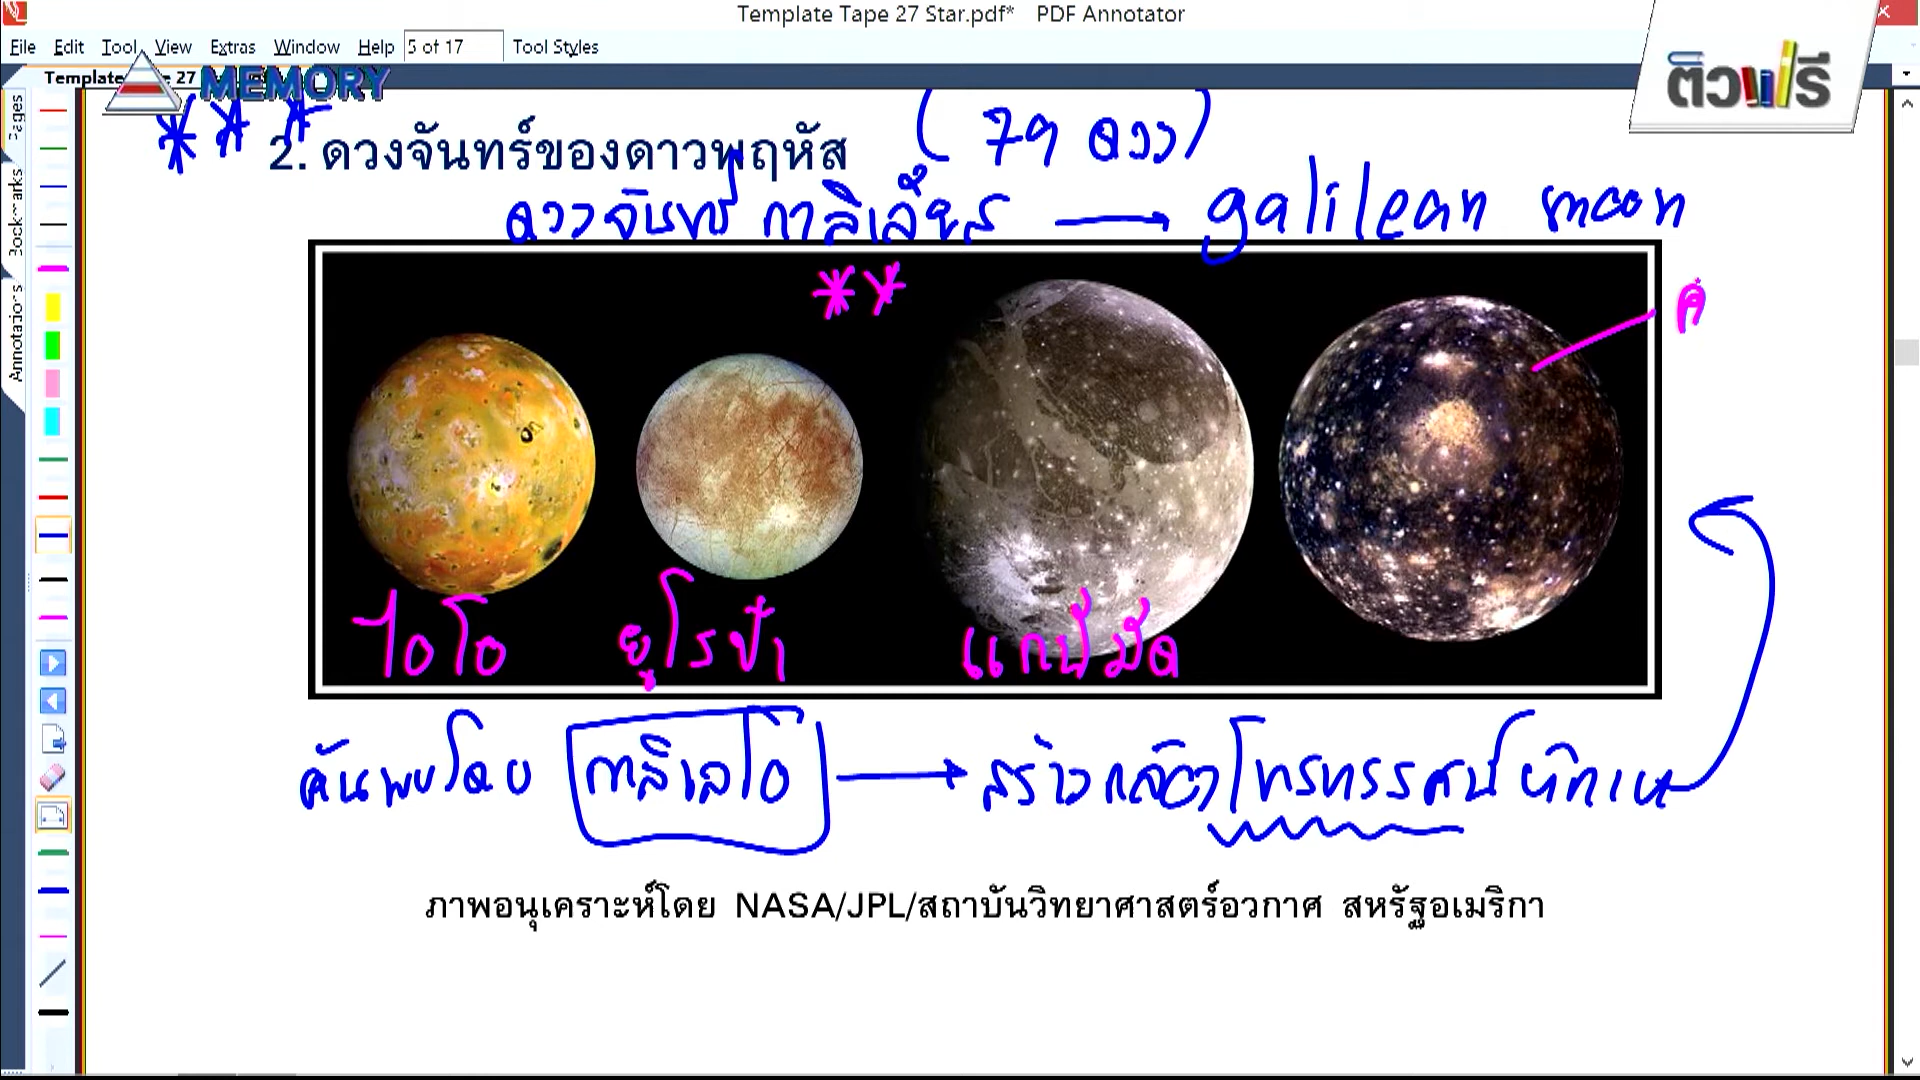 Template Tape 27 Star.pdf* PDF Annotator
File Edit Tool View Extras Window Help 5 of 17 Tool Styles
Template 27
MEMORY
ติวฟรี
Pages
Bookmarks
Annotations
2. ดวงจันทร์ของดาวพฤหัส (79 ดวง)
ดวงจันทร์ กาลิเลียน → galilean moon
ค
ไอโอ ยูโรปา แกนีมีด
ค้นพบโดย กาลิเลโอ → สร้างกล้องโทรทรรศน์หักเห
ภาพอนุเคราะห์โดย NASA/JPL/สถาบันวิทยาศาสตร์อวกาศ สหรัฐอเมริกา